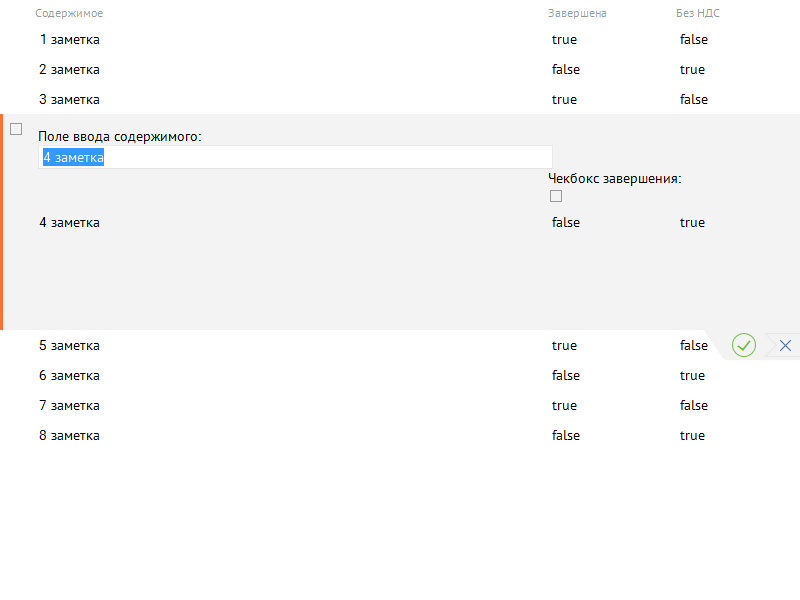 Содержимое Завершена Без НДС
1 заметка true false
2 заметка false true
3 заметка true false
Поле ввода содержимого:
4 заметка
Чекбокс завершения:
4 заметка false true
5 заметка true false
6 заметка false true
7 заметка true false
8 заметка false true